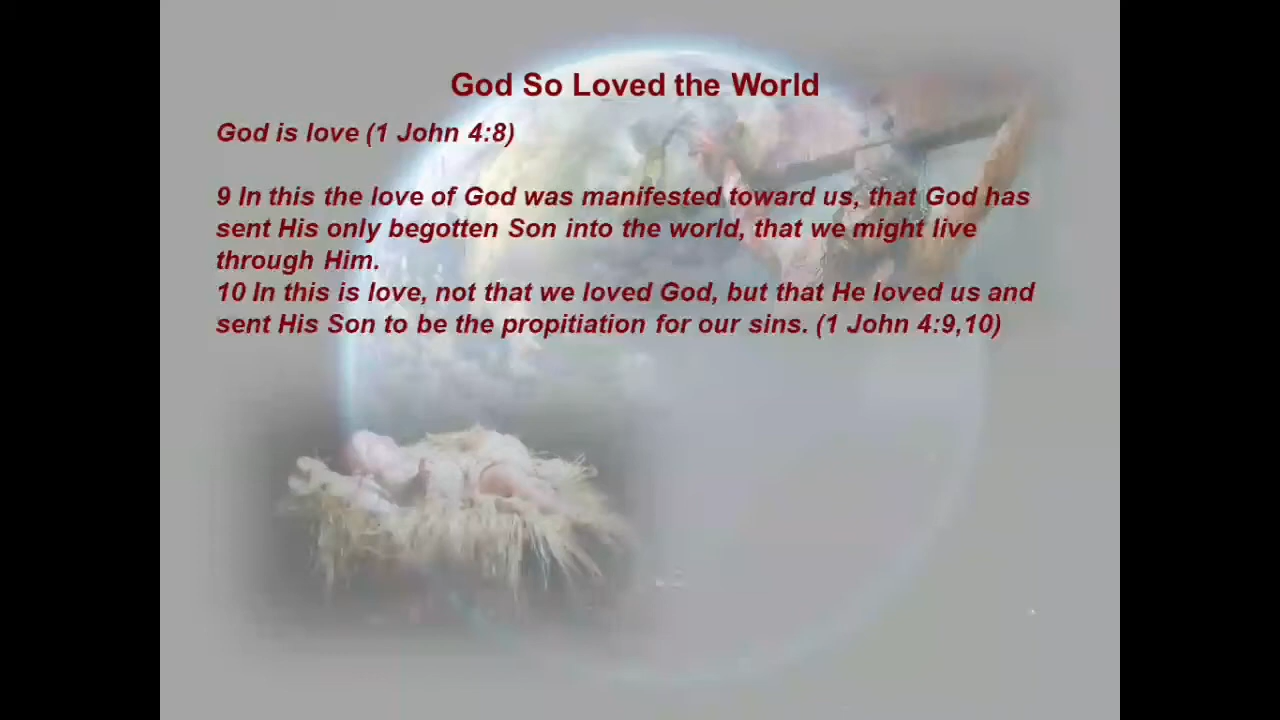 God So Loved the World
God is love (1 John 4:8)
9 In this the love of God was manifested toward us, that God has
sent His only begotten Son into the world, that we might live
through Him.
10 In this is love, not that we loved God, but that He loved us and
sent His Son to be the propitiation for our sins. (1 John 4:9,10)